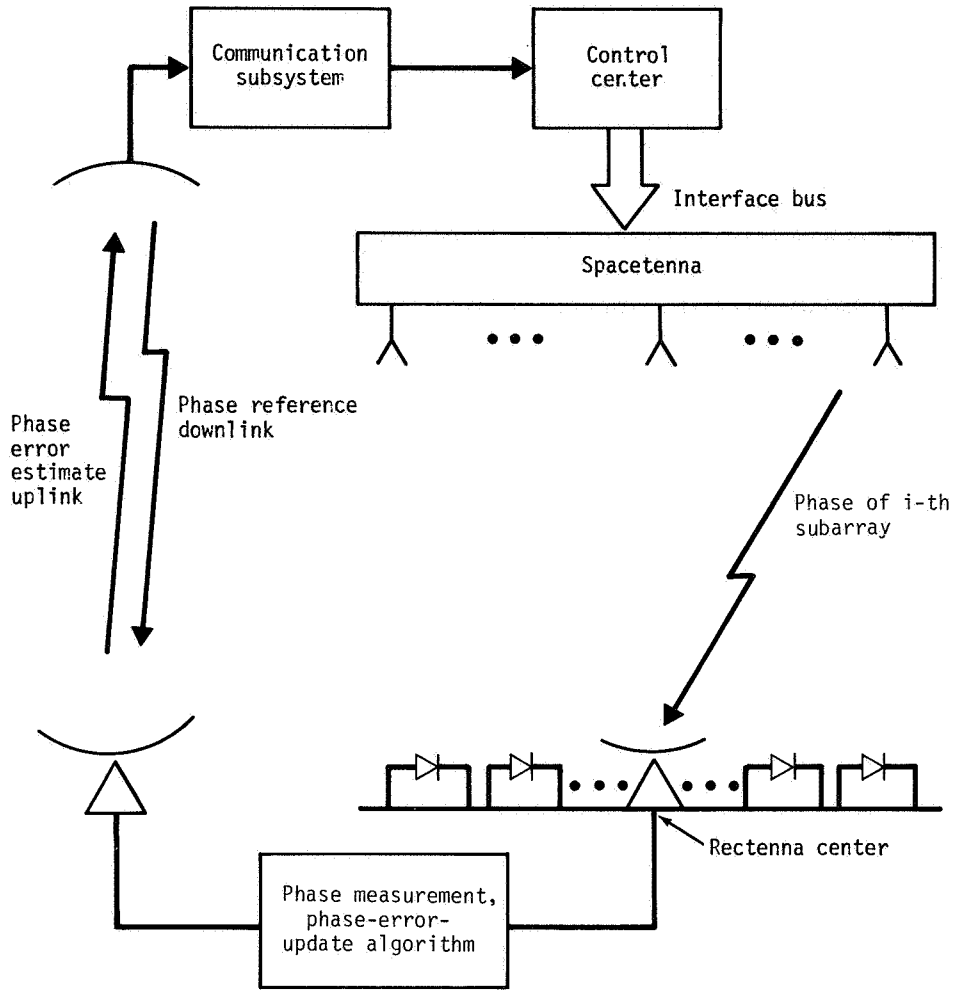 Communication
subsystem
Control
center
Interface bus
Spacetenna
Phase reference
downlink
Phase
error
estimate
uplink
Phase of i-th
subarray
Rectenna center
Phase measurement,
phase-error-
update algorithm